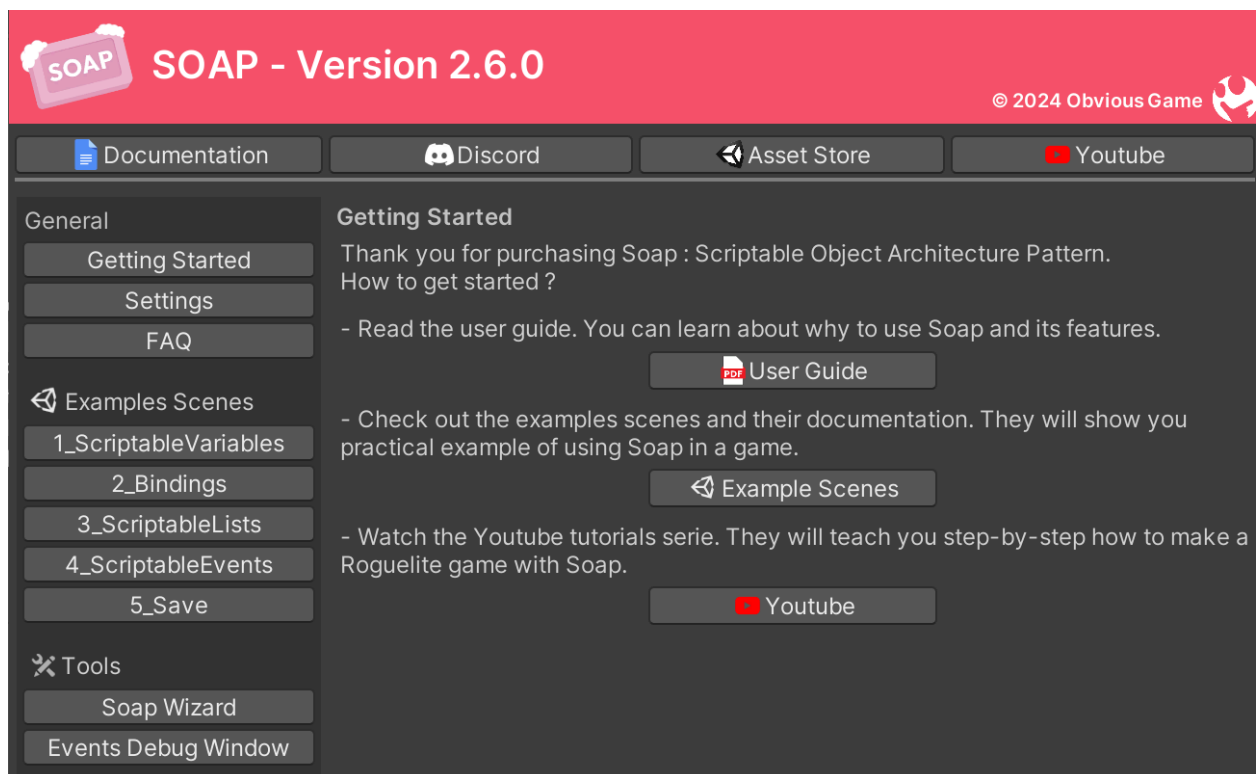 SOAP
SOAP - Version 2.6.0
© 2024 Obvious Game
Documentation
Discord
Asset Store
Youtube
General
Getting Started
Settings
FAQ
Examples Scenes
1_ScriptableVariables
2_Bindings
3_ScriptableLists
4_ScriptableEvents
5_Save
Tools
Soap Wizard
Events Debug Window
Getting Started
Thank you for purchasing Soap : Scriptable Object Architecture Pattern.
How to get started ?
- Read the user guide. You can learn about why to use Soap and its features.
PDF User Guide
- Check out the examples scenes and their documentation. They will show you
practical example of using Soap in a game.
Example Scenes
- Watch the Youtube tutorials serie. They will teach you step-by-step how to make a
Roguelite game with Soap.
Youtube